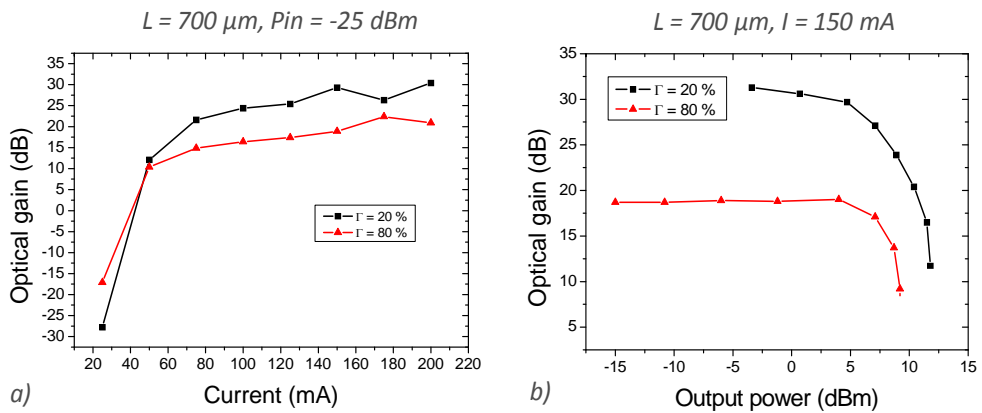 L = 700 µm, Pin = -25 dBm
35
30
25
20
15
10
5
0
-5
-10
-15
-20
-25
-30
Optical gain (dB)
Γ = 20 %
Γ = 80 %
20 40 60 80 100 120 140 160 180 200 220
Current (mA)
a)
L = 700 µm, I = 150 mA
35
30
25
20
15
10
5
Optical gain (dB)
Γ = 20 %
Γ = 80 %
-15 -10 -5 0 5 10 15
Output power (dBm)
b)